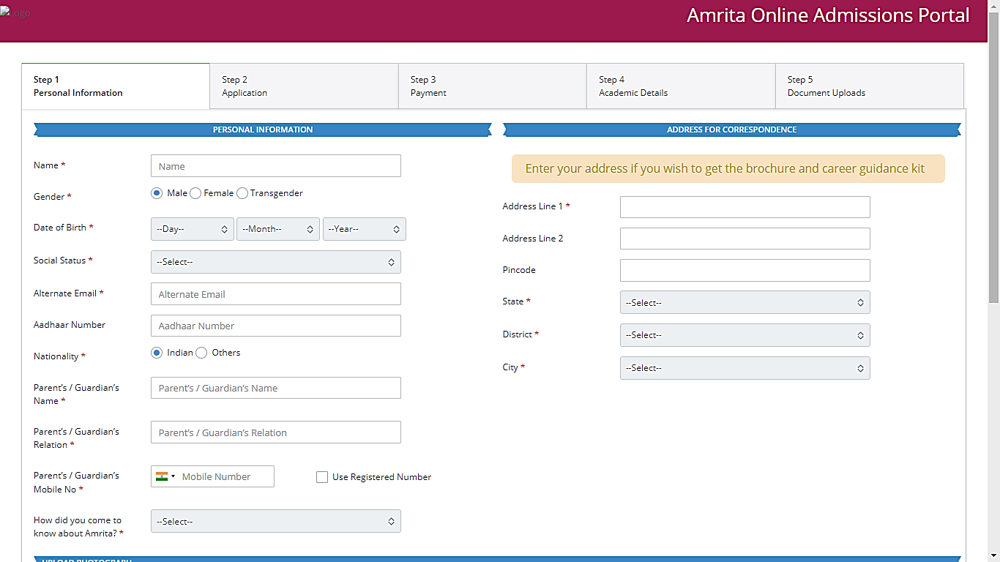 Logo
Amrita Online Admissions Portal
Step 1
Personal Information
Step 2
Application
Step 3
Payment
Step 4
Academic Details
Step 5
Document Uploads
PERSONAL INFORMATION
Name *
Name
Gender *
Male Female Transgender
Date of Birth *
--Day-- --Month-- --Year--
Social Status *
--Select--
Alternate Email *
Alternate Email
Aadhaar Number
Aadhaar Number
Nationality *
Indian Others
Parent's / Guardian's
Name *
Parent's / Guardian's Name
Parent's / Guardian's
Relation *
Parent's / Guardian's Relation
Parent's / Guardian's
Mobile No *
Mobile Number
Use Registered Number
How did you come to
know about Amrita? *
--Select--
ADDRESS FOR CORRESPONDENCE
Enter your address if you wish to get the brochure and career guidance kit
Address Line 1 *
Address Line 2
Pincode
State *
--Select--
District *
--Select--
City *
--Select--
UPLOAD PHOTOGRAPH